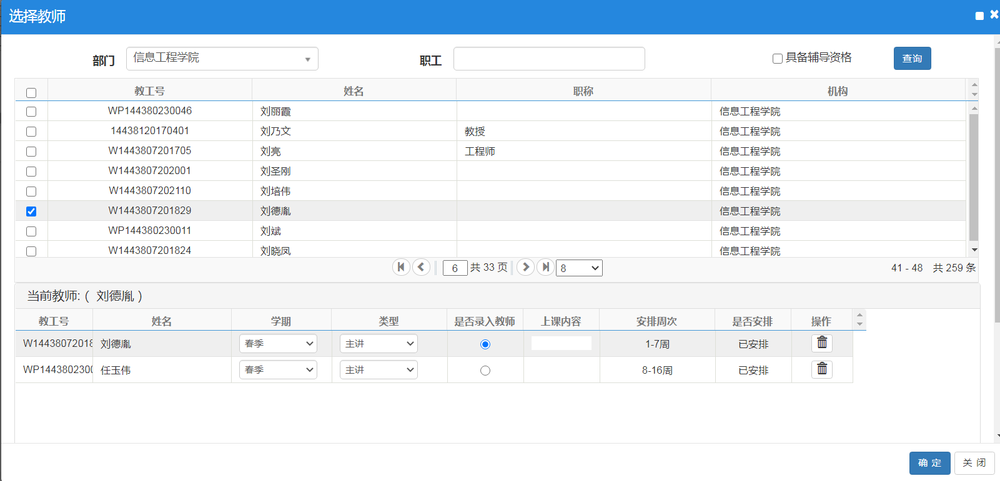 选择教师
部门 信息工程学院 职工 具备辅导资格 查询
教工号 姓名 职称 机构
WP144380230046 刘丽霞 信息工程学院
14438120170401 刘乃文 教授 信息工程学院
W1443807201705 刘亮 工程师 信息工程学院
W1443807202001 刘圣刚 信息工程学院
W1443807202110 刘培伟 信息工程学院
W1443807201829 刘德胤 信息工程学院
WP144380230011 刘斌 信息工程学院
W1443807201824 刘晓凤 信息工程学院
6 共 33 页 8 41 - 48 共 259 条
当前教师: ( 刘德胤 )
教工号 姓名 学期 类型 是否录入教师 上课内容 安排周次 是否安排 操作
W14438072018 刘德胤 春季 主讲 1-7周 已安排
WP1443802300 任玉伟 春季 主讲 8-16周 已安排
确 定 关 闭